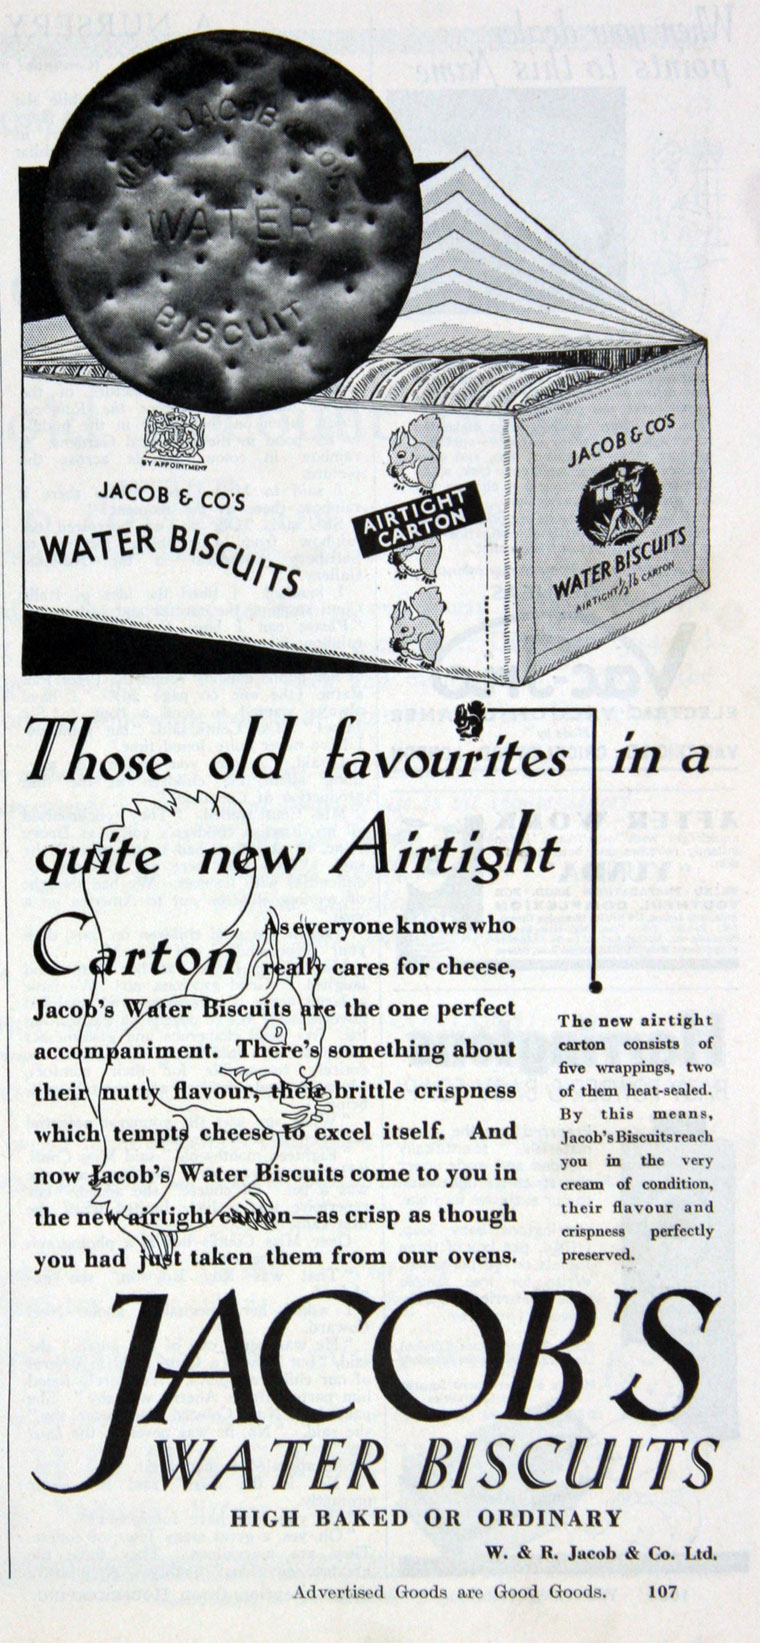 W. & R. JACOB & COY.
WATER
BISCUIT
BY APPOINTMENT
JACOB & CO'S
WATER BISCUITS
AIRTIGHT
CARTON
JACOB & CO'S
WATER BISCUITS
AIRTIGHT ½ lb CARTON
Those old favourites in a
quite new Airtight
Carton
As everyone knows who
really cares for cheese,
Jacob's Water Biscuits are the one perfect
accompaniment. There's something about
their nutty flavour, their brittle crispness
which tempts cheese to excel itself. And
now Jacob's Water Biscuits come to you in
the new airtight carton—as crisp as though
you had just taken them from our ovens.
The new airtight
carton consists of
five wrappings, two
of them heat-sealed.
By this means,
Jacob's Biscuits reach
you in the very
cream of condition,
their flavour and
crispness perfectly
preserved.
JACOB'S
WATER BISCUITS
HIGH BAKED OR ORDINARY
W. & R. Jacob & Co. Ltd.
Advertised Goods are Good Goods. 107